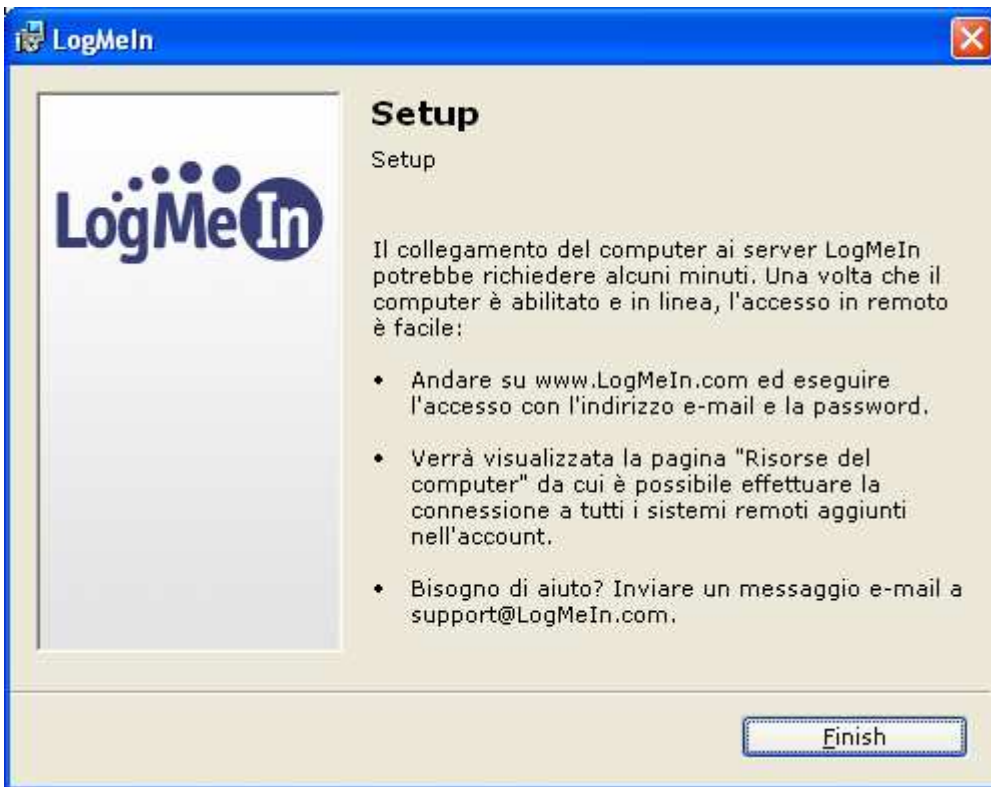 LogMeIn
Setup
Setup
LogMeIn
Il collegamento del computer ai server LogMeIn
potrebbe richiedere alcuni minuti. Una volta che il
computer è abilitato e in linea, l'accesso in remoto
è facile:
• Andare su www.LogMeIn.com ed eseguire
l'accesso con l'indirizzo e-mail e la password.
• Verrà visualizzata la pagina "Risorse del
computer" da cui è possibile effettuare la
connessione a tutti i sistemi remoti aggiunti
nell'account.
• Bisogno di aiuto? Inviare un messaggio e-mail a
support@LogMeIn.com.
Finish